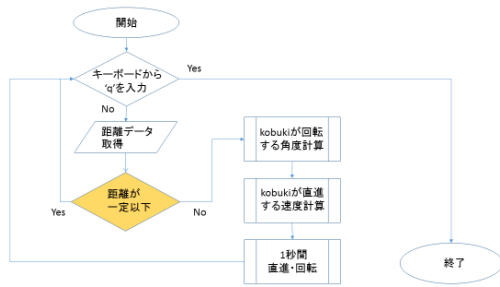 開始
キーボードから
'q'を入力
Yes
No
距離データ
取得
距離が
一定以下
Yes
No
kobukiが回転
する角度計算
kobukiが直進
する速度計算
1秒間
直進・回転
終了